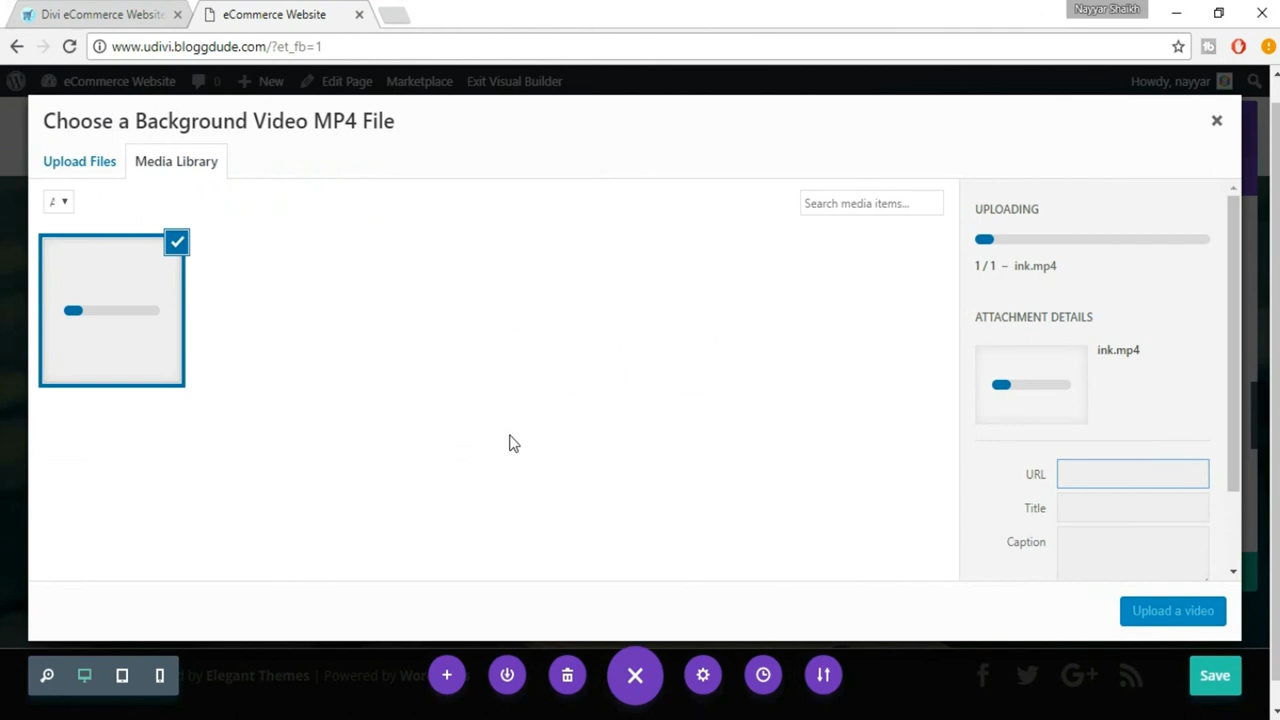 Divi eCommerce Website
eCommerce Website
Nayyar Shaikh
www.udivi.bloggdude.com/?et_fb=1
eCommerce Website 0 New Edit Page Marketplace Exit Visual Builder Howdy, nayyar
Choose a Background Video MP4 File
Upload Files Media Library
Search media items...
UPLOADING
1 / 1 – ink.mp4
ATTACHMENT DETAILS
ink.mp4
URL
Title
Caption
Upload a video
by Elegant Themes | Powered by
Save